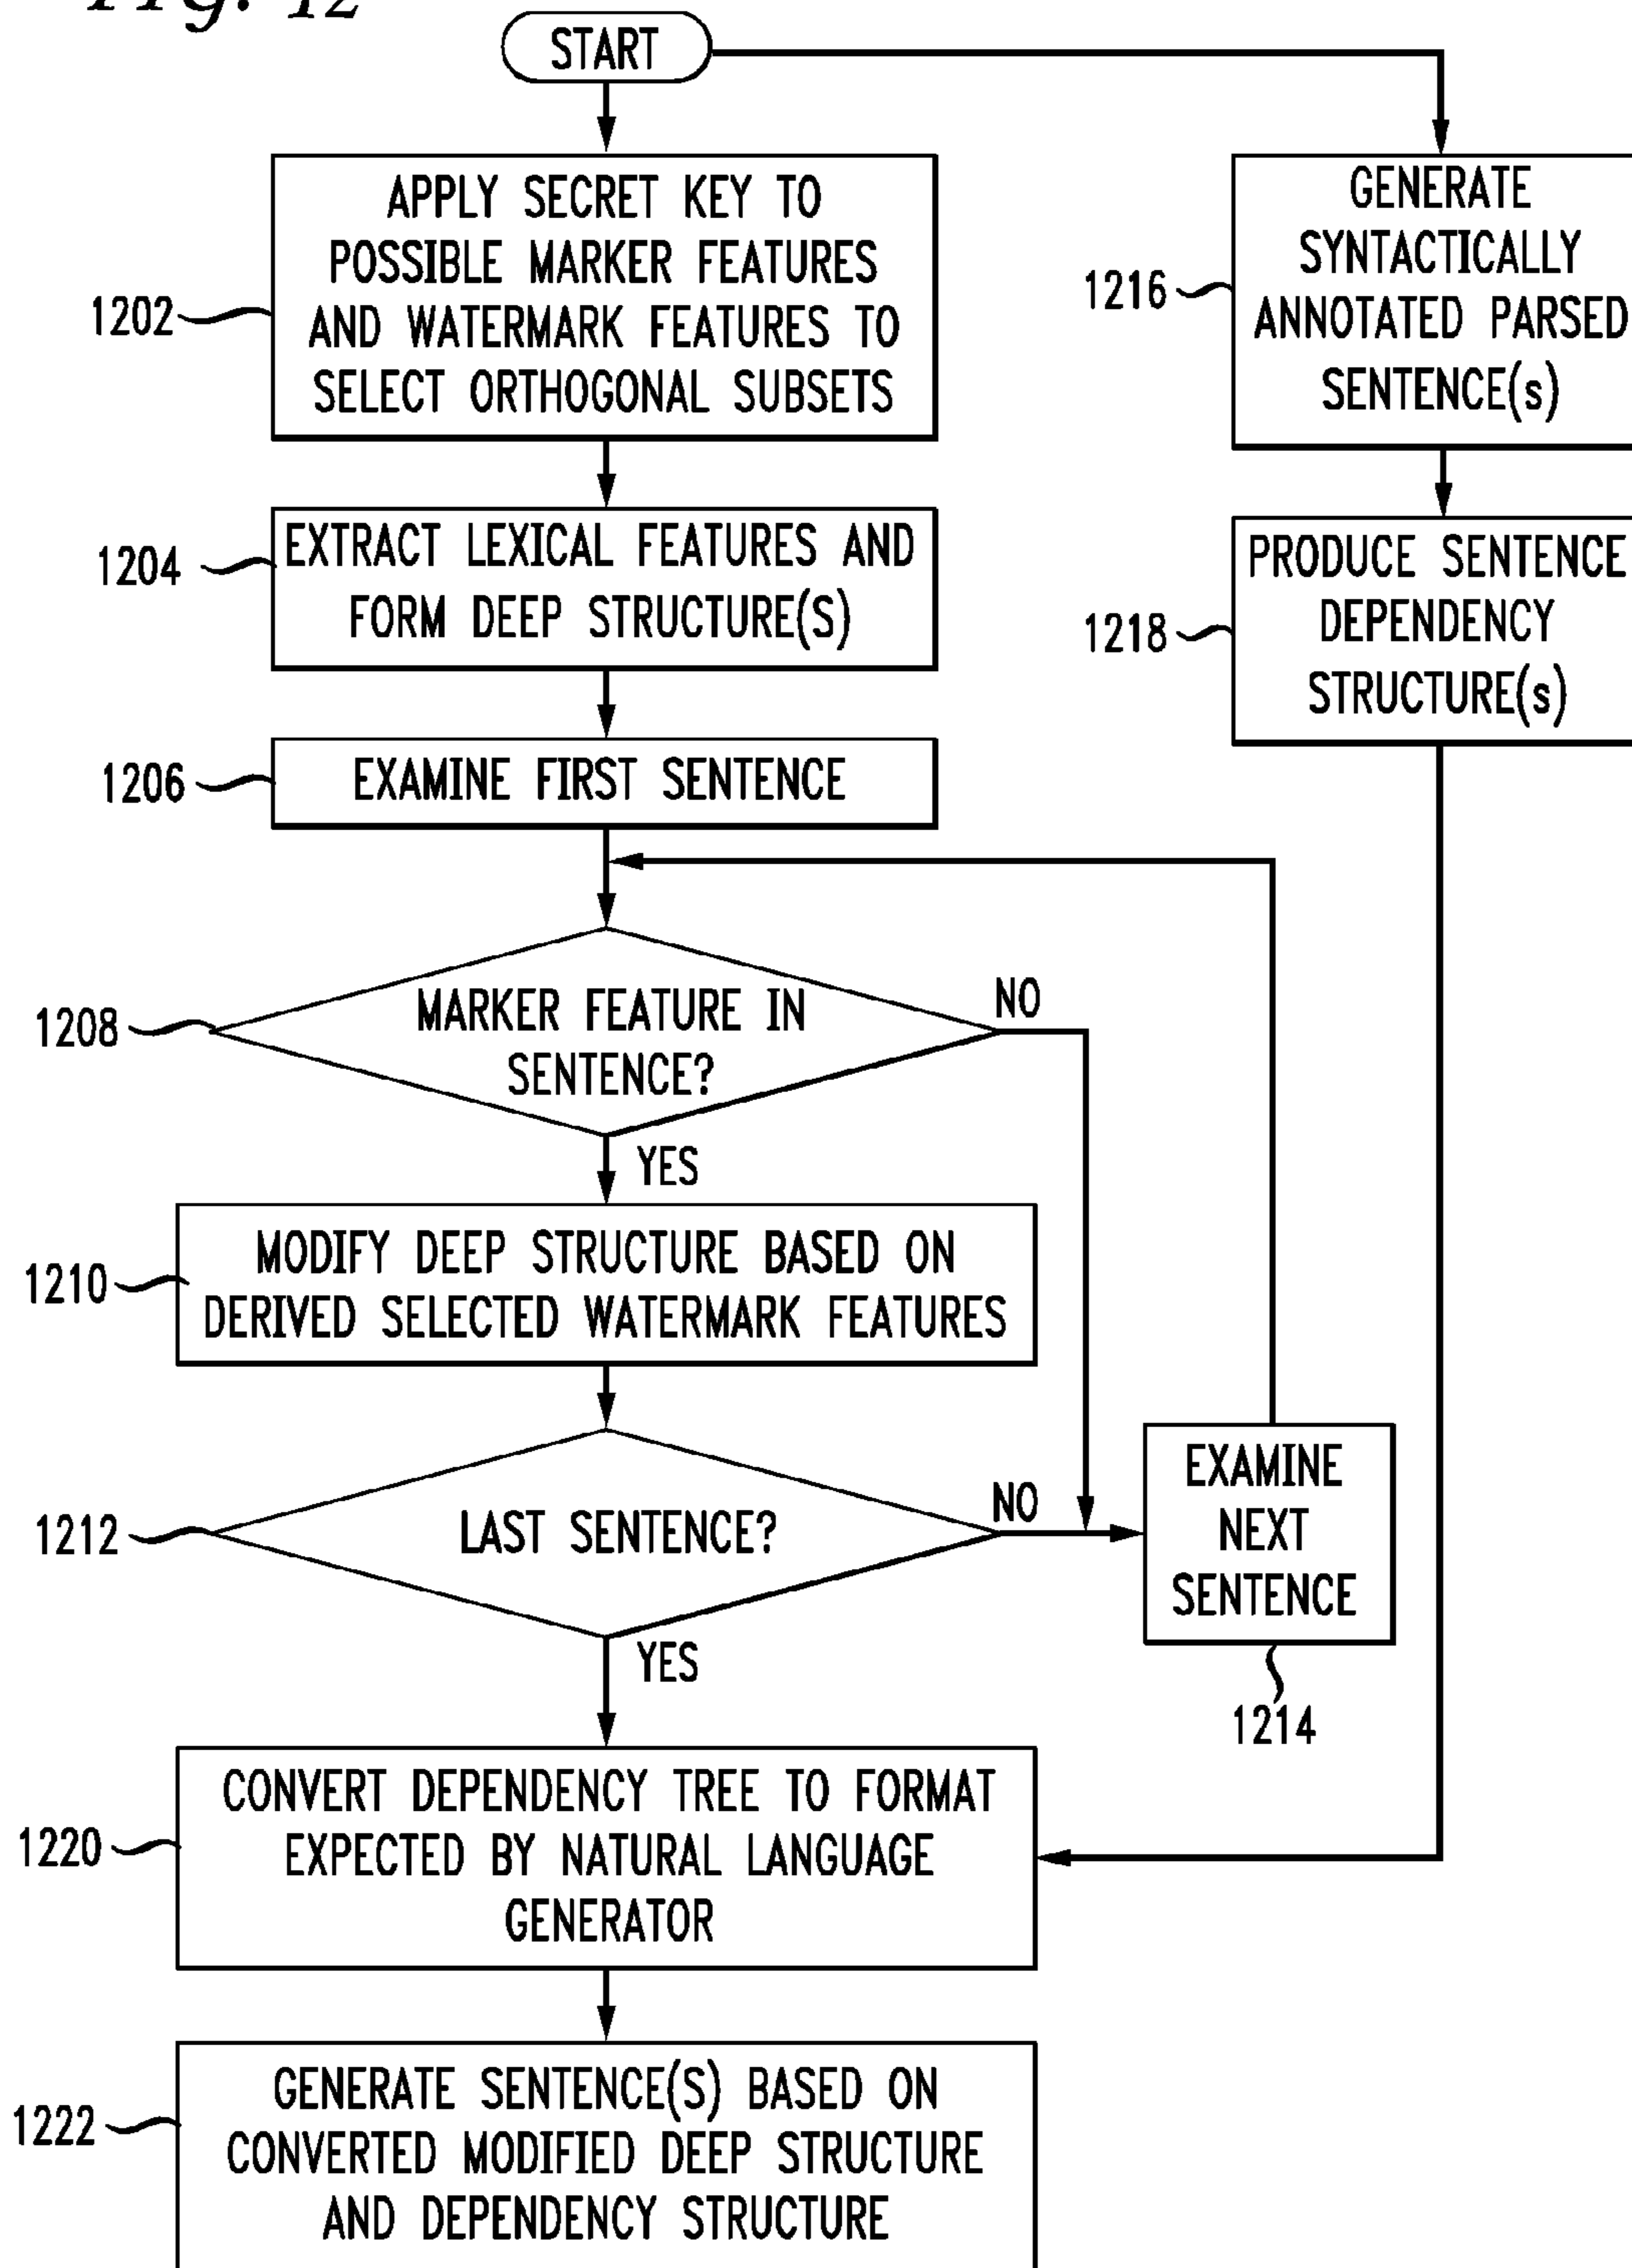 Fig. 12
START
APPLY SECRET KEY TO
POSSIBLE MARKER FEATURES
AND WATERMARK FEATURES TO
SELECT ORTHOGONAL SUBSETS
1202
GENERATE
SYNTACTICALLY
ANNOTATED PARSED
SENTENCE(s)
1216
EXTRACT LEXICAL FEATURES AND
FORM DEEP STRUCTURE(S)
1204
PRODUCE SENTENCE
DEPENDENCY
STRUCTURE(s)
1218
EXAMINE FIRST SENTENCE
1206
MARKER FEATURE IN
SENTENCE?
1208
NO
YES
MODIFY DEEP STRUCTURE BASED ON
DERIVED SELECTED WATERMARK FEATURES
1210
LAST SENTENCE?
1212
NO
YES
EXAMINE
NEXT
SENTENCE
1214
CONVERT DEPENDENCY TREE TO FORMAT
EXPECTED BY NATURAL LANGUAGE
GENERATOR
1220
GENERATE SENTENCE(S) BASED ON
CONVERTED MODIFIED DEEP STRUCTURE
AND DEPENDENCY STRUCTURE
1222